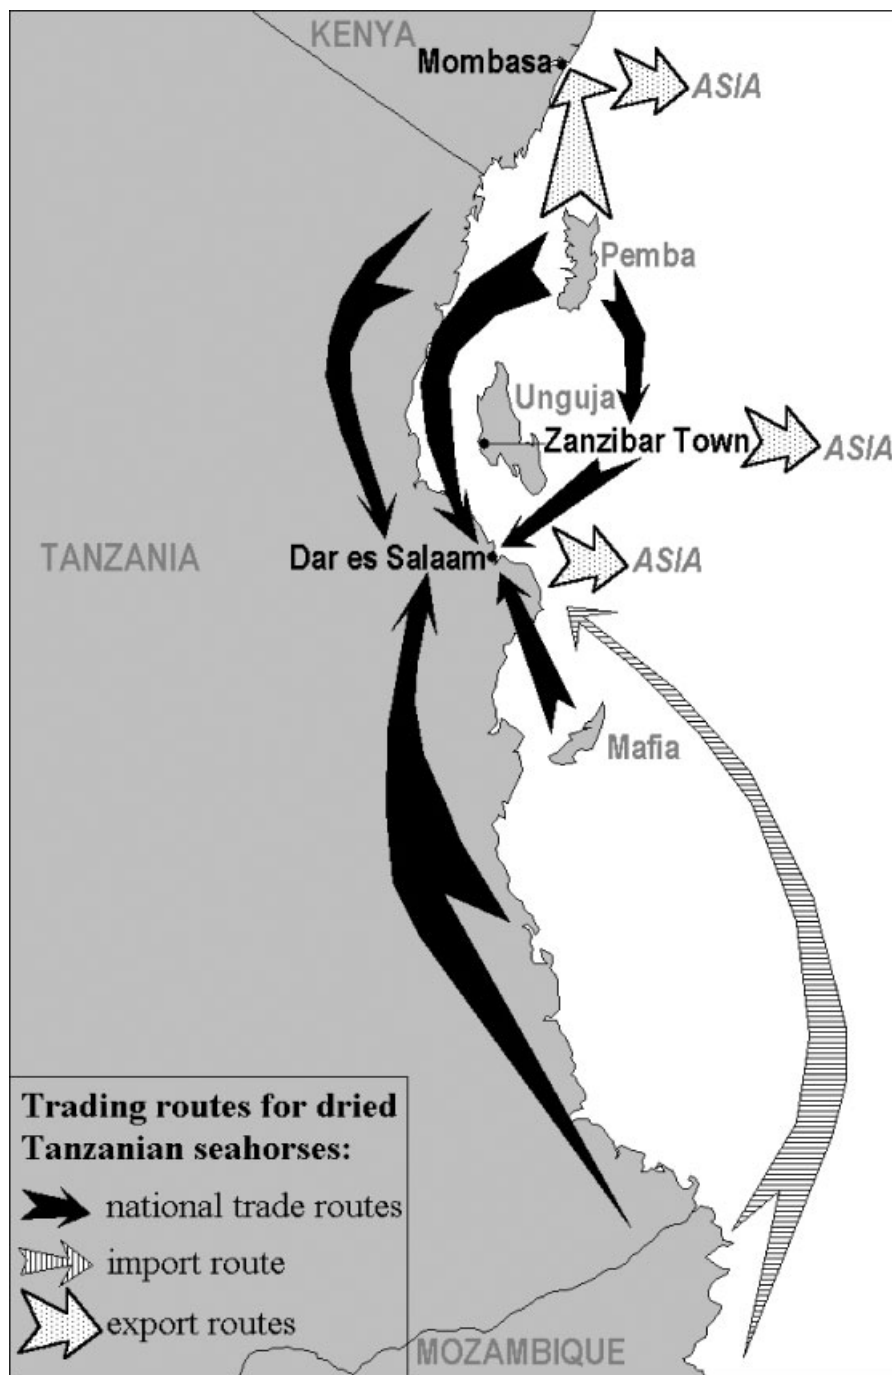 KENYA
Mombasa
ASIA
Pemba
Unguja
Zanzibar Town
ASIA
TANZANIA
Dar es Salaam
ASIA
Mafia
Trading routes for dried
Tanzanian seahorses:
national trade routes
import route
export routes
MOZAMBIQUE